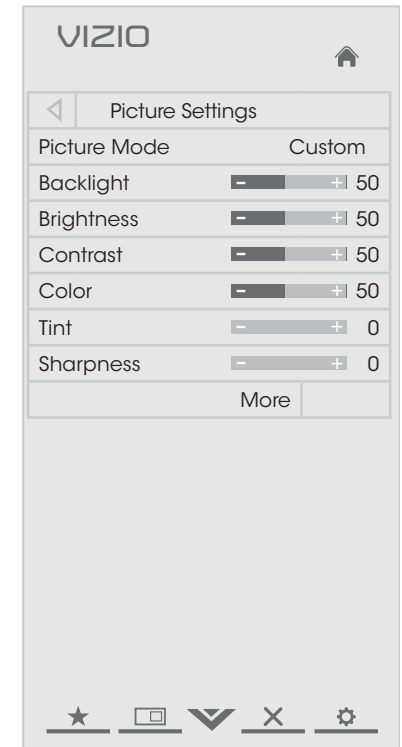 VIZIO
Picture Settings
Picture Mode Custom
Backlight - + 50
Brightness - + 50
Contrast - + 50
Color - + 50
Tint - + 0
Sharpness - + 0
More